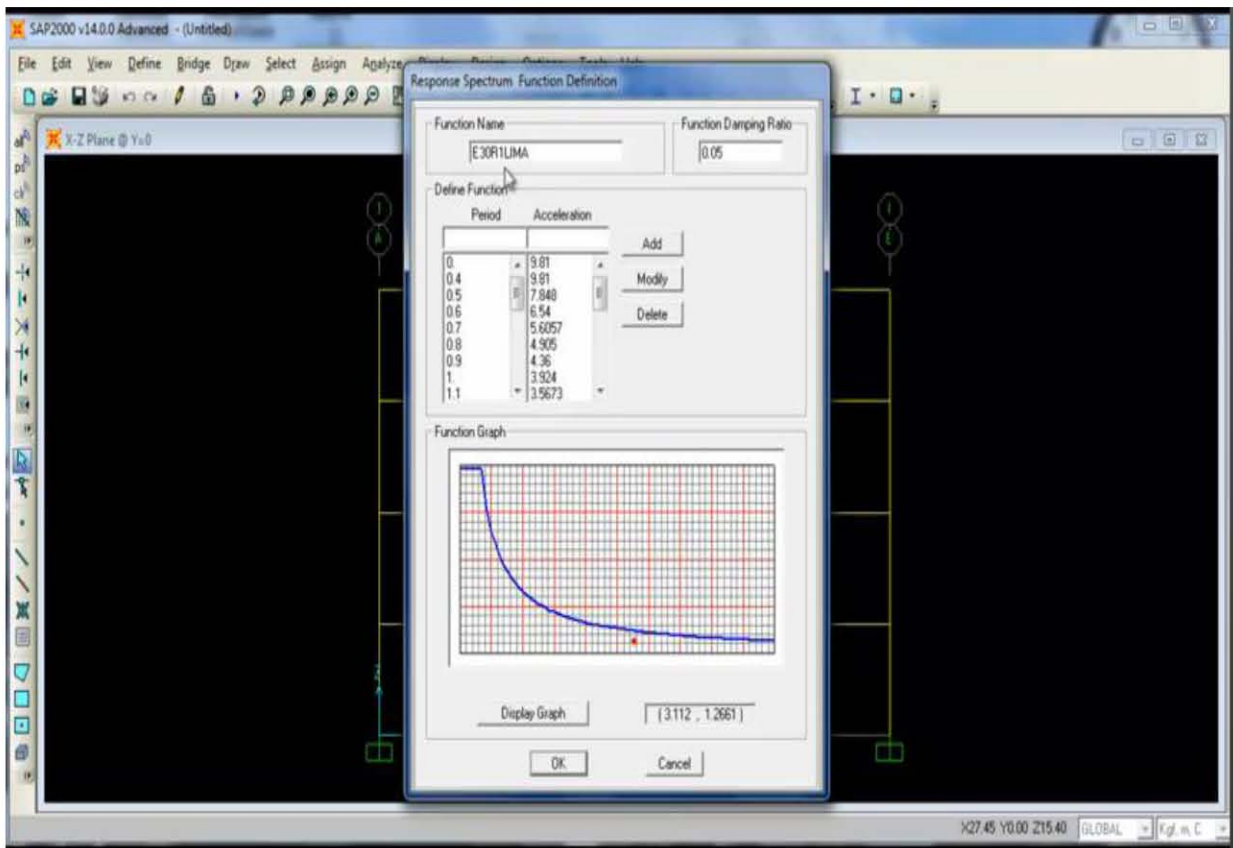 SAP2000 v14.0.0 Advanced - (Untitled)
File Edit View Define Bridge Draw Select Assign Analyze
Response Spectrum Function Definition
X-Z Plane @ Y=0
Function Name
E30R1LIMA
Function Damping Ratio
0.05
Define Function
Period Acceleration
0. 9.81
0.4 9.81
0.5 7.848
0.6 6.54
0.7 5.6057
0.8 4.905
0.9 4.36
1. 3.924
1.1 3.5673
Add
Modify
Delete
Function Graph
Display Graph
(3.112 , 1.2661)
OK
Cancel
X27.45 Y0.00 Z15.40 GLOBAL Kgf, m, C